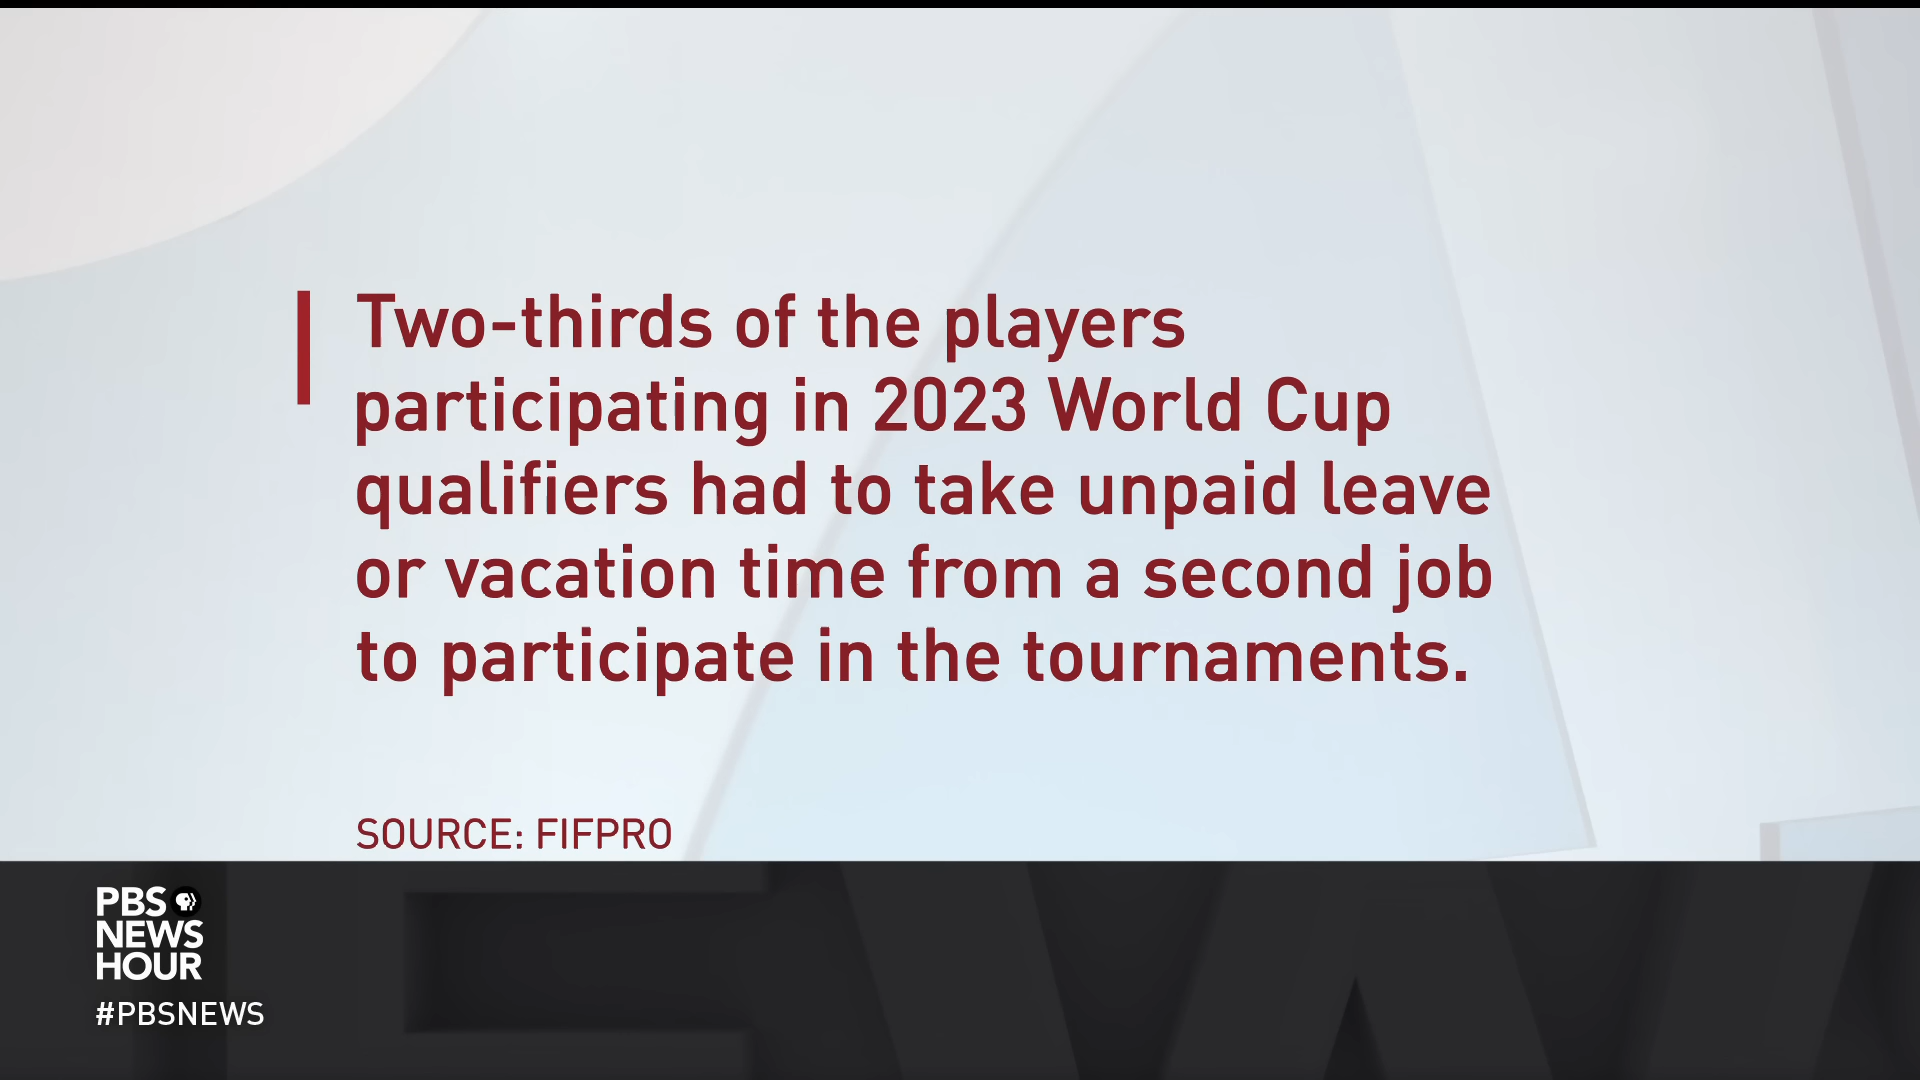 Two-thirds of the players
participating in 2023 World Cup
qualifiers had to take unpaid leave
or vacation time from a second job
to participate in the tournaments.
SOURCE: FIFPRO
PBS
NEWS
HOUR
#PBSNEWS